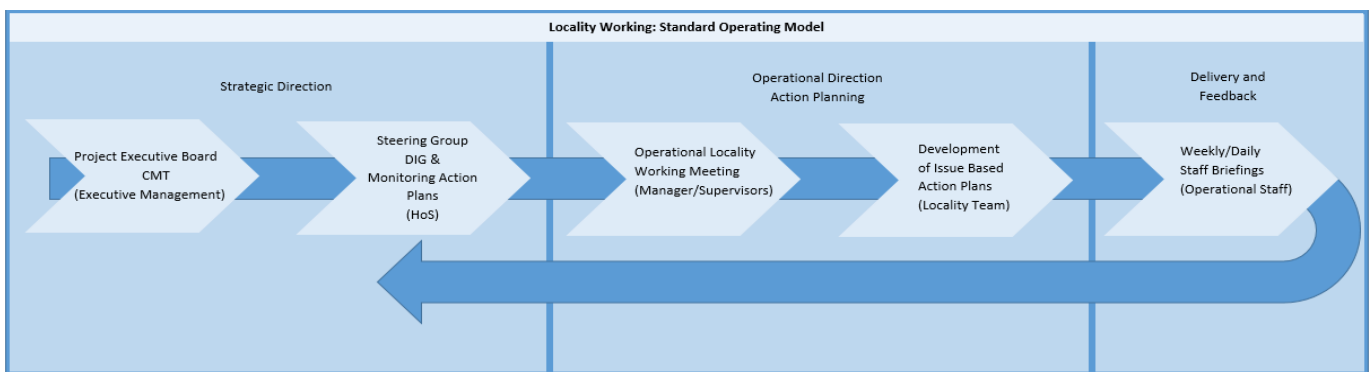 Locality Working: Standard Operating Model
Strategic Direction
Operational Direction
Action Planning
Delivery and
Feedback
Project Executive Board
CMT
(Executive Management)
Steering Group
DIG &
Monitoring Action
Plans
(HoS)
Operational Locality
Working Meeting
(Manager/Supervisors)
Development
of Issue Based
Action Plans
(Locality Team)
Weekly/Daily
Staff Briefings
(Operational Staff)